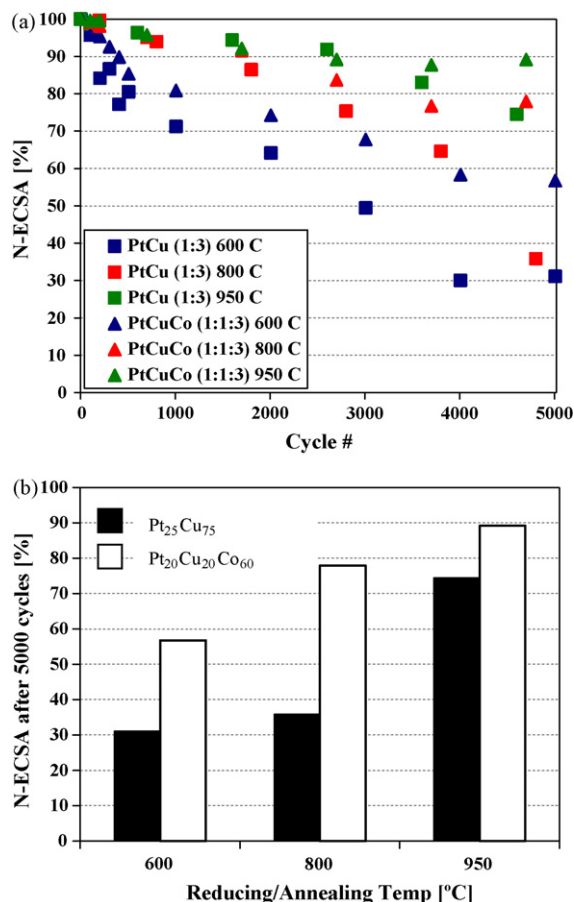 (a)
100
90
80
70
60
50
40
30
20
10
0
N-ECSA [%]
PtCu (1:3) 600 C
PtCu (1:3) 800 C
PtCu (1:3) 950 C
PtCuCo (1:1:3) 600 C
PtCuCo (1:1:3) 800 C
PtCuCo (1:1:3) 950 C
0 1000 2000 3000 4000 5000
Cycle #
(b)
100
90
80
70
60
50
40
30
20
10
0
N-ECSA after 5000 cycles [%]
Pt₂₅Cu₇₅
Pt₂₀Cu₂₀Co₆₀
600 800 950
Reducing/Annealing Temp [ºC]